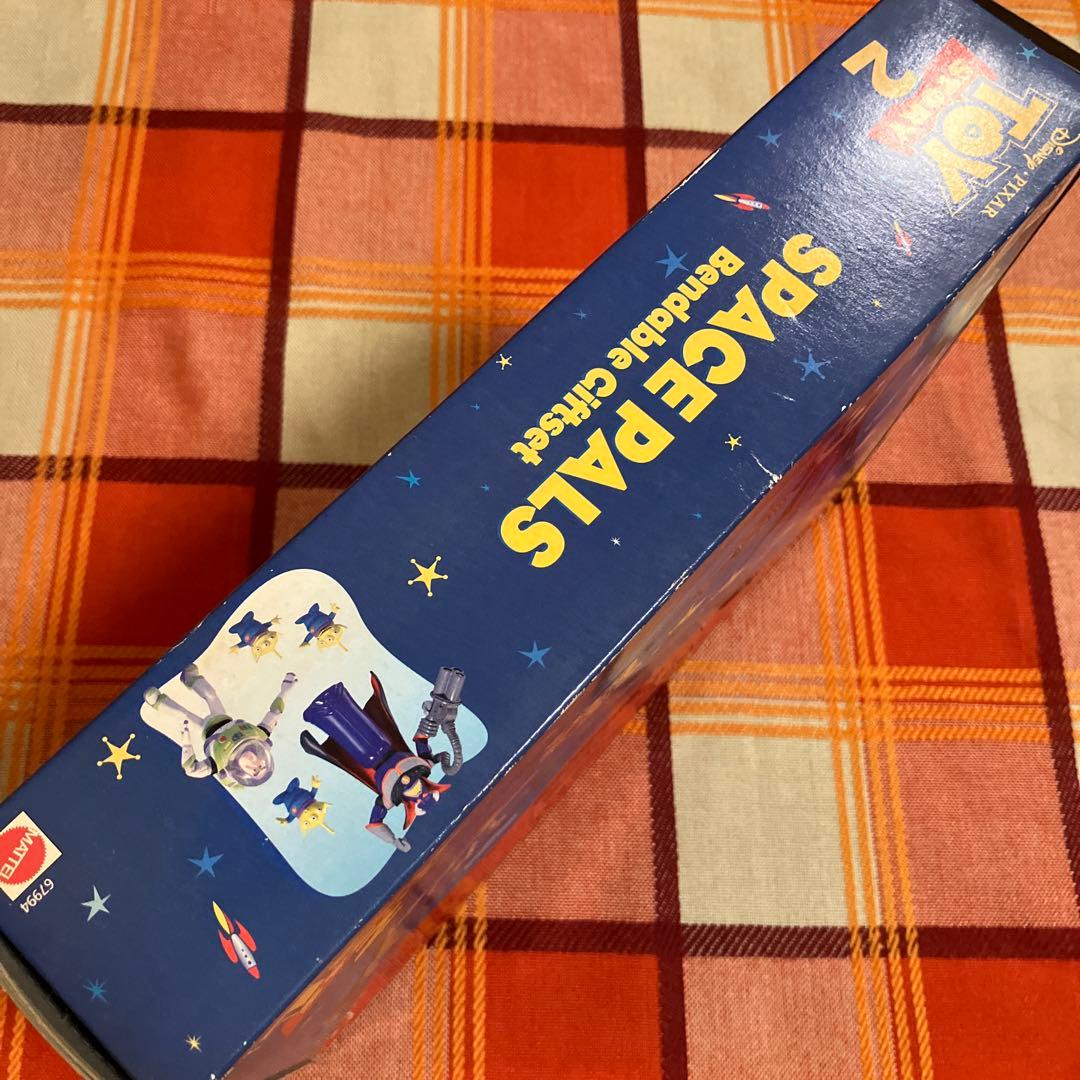 Disney · PIXAR
TOY
STORY
2
SPACE PALS
Bendable Giftset
MATTEL
67994